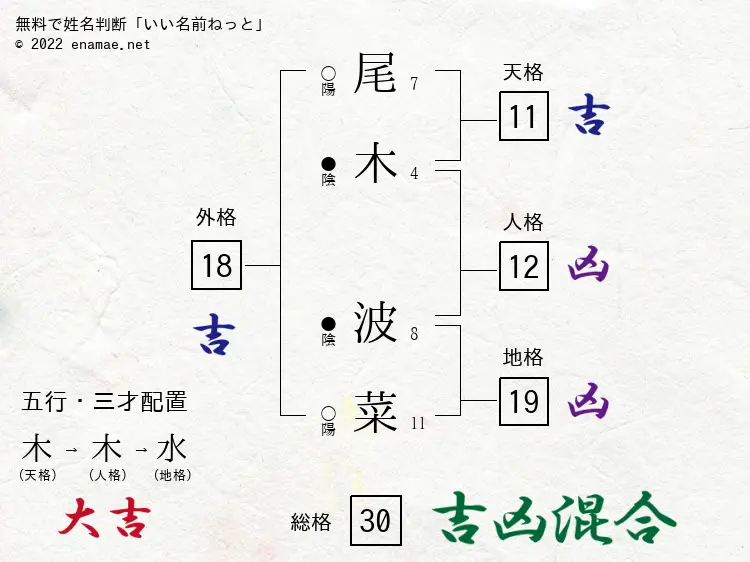 無料で姓名判断「いい名前ねっと」
© 2022 enamae.net
○
陽
尾 7
●
陰
木 4
●
陰
波 8
○
陽
菜 11
天格
11 吉
人格
12 凶
地格
19 凶
外格
18
吉
五行・三才配置
木→木→水
(天格) (人格) (地格)
大吉
総格 30 吉凶混合